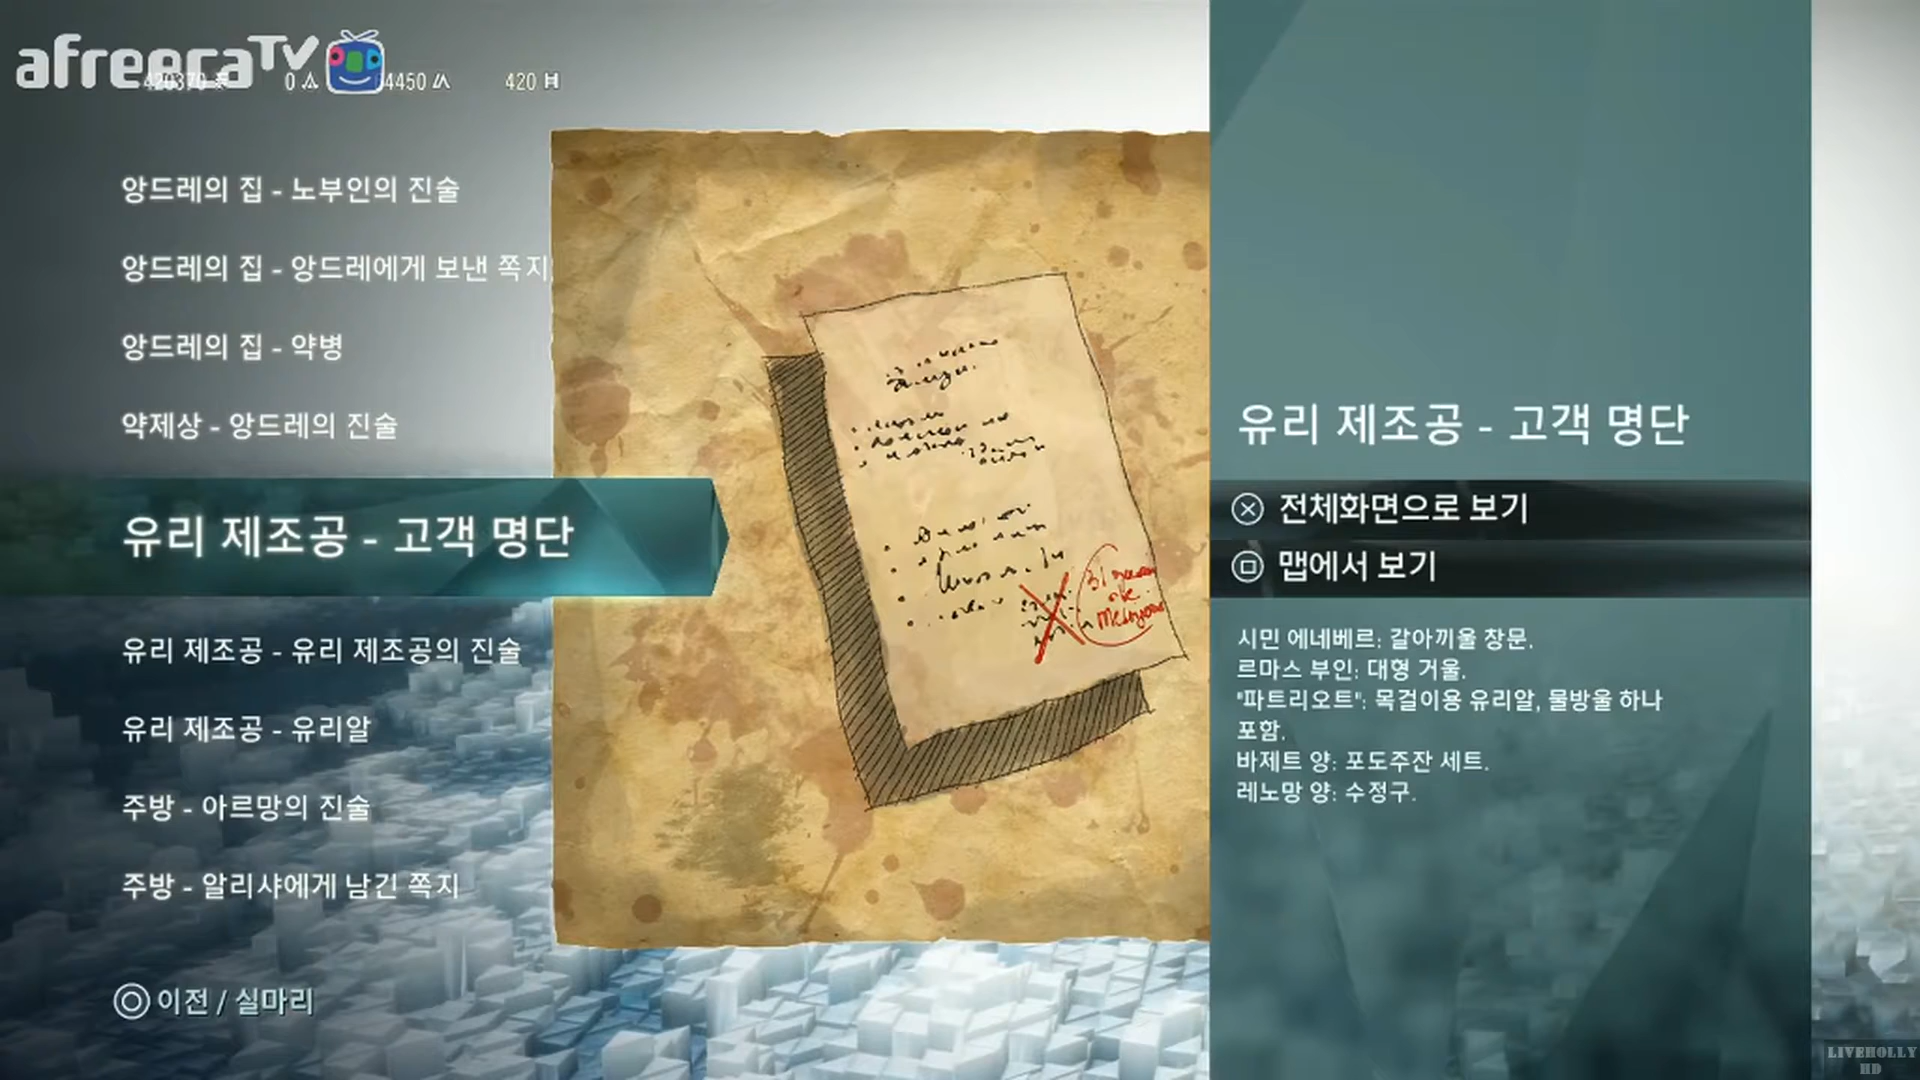 afreecaTV
420370
0
4450
420
앙드레의 집 - 노부인의 진술
앙드레의 집 - 앙드레에게 보낸 쪽지
앙드레의 집 - 약병
약제상 - 앙드레의 진술
유리 제조공 - 고객 명단
유리 제조공 - 유리 제조공의 진술
유리 제조공 - 유리알
주방 - 아르망의 진술
주방 - 알리샤에게 남긴 쪽지
이전 / 실마리
유리 제조공 - 고객 명단
전체화면으로 보기
맵에서 보기
시민 에네베르: 갈아끼울 창문.
르마스 부인: 대형 거울.
"파트리오트": 목걸이용 유리알, 물방울 하나
포함.
바제트 양: 포도주잔 세트.
레노망 양: 수정구.
LIVEHOLLY
HD